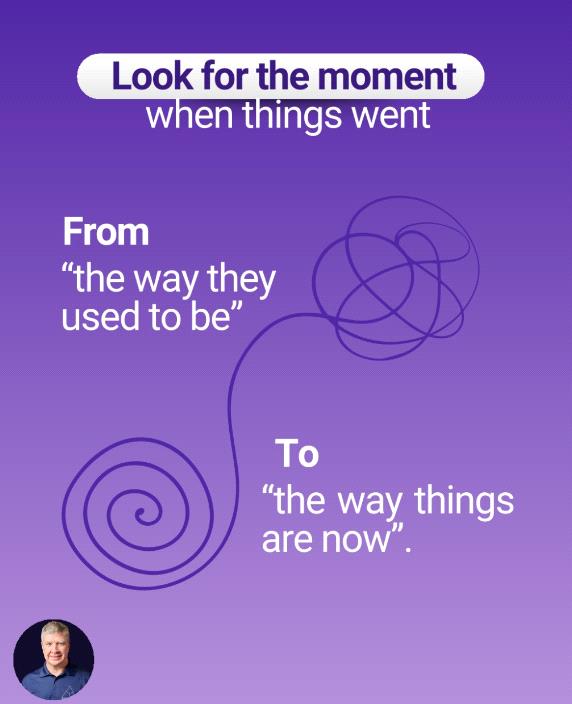 Look for the moment
when things went
From
“the way they
used to be”
To
“the way things
are now”.